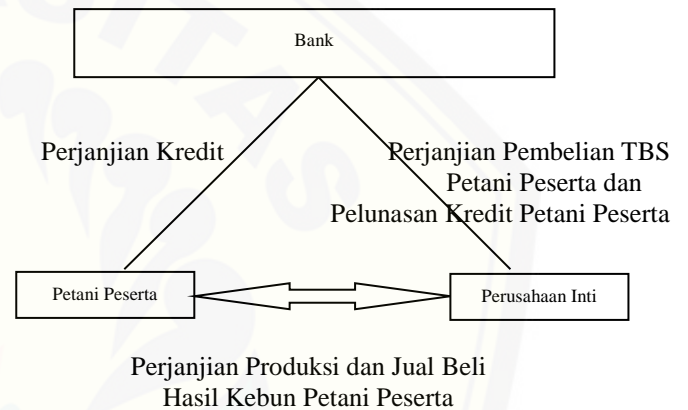 Bank
Perjanjian Kredit
Perjanjian Pembelian TBS
Petani Peserta dan
Pelunasan Kredit Petani Peserta
Petani Peserta
Perusahaan Inti
Perjanjian Produksi dan Jual Beli
Hasil Kebun Petani Peserta